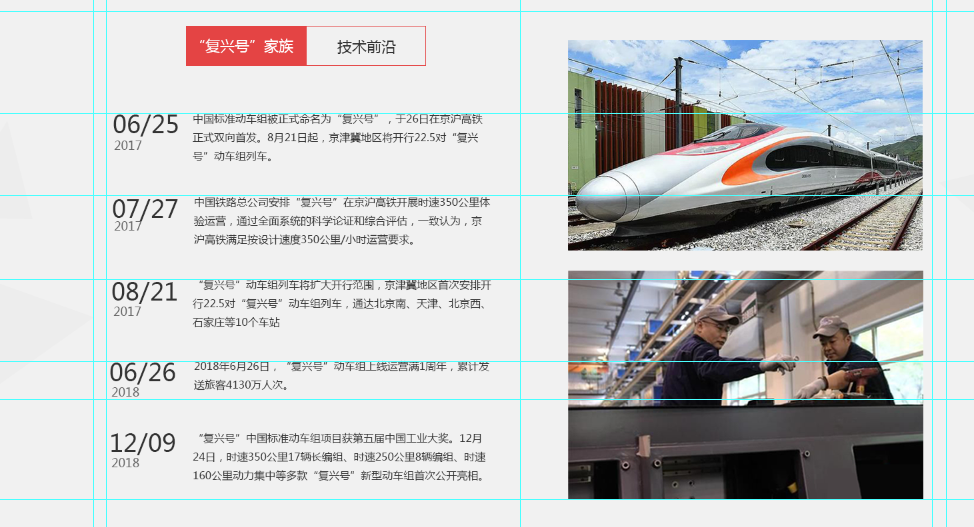 “复兴号”家族
技术前沿
06/25
2017
中国标准动车组被正式命名为“复兴号”，于26日在京沪高铁
正式双向首发。8月21日起，京津冀地区将开行22.5对“复兴
号”动车组列车。
07/27
2017
中国铁路总公司安排“复兴号”在京沪高铁开展时速350公里体
验运营，通过全面系统的科学论证和综合评估，一致认为，京
沪高铁满足按设计速度350公里/小时运营要求。
08/21
2017
“复兴号”动车组列车将扩大开行范围，京津冀地区首次安排开
行22.5对“复兴号”动车组列车，通达北京南、天津、北京西、
石家庄等10个车站
06/26
2018
2018年6月26日，“复兴号”动车组上线运营满1周年，累计发
送旅客4130万人次。
12/09
2018
“复兴号”中国标准动车组项目获第五届中国工业大奖。12月
24日，时速350公里17辆长编组、时速250公里8辆编组、时速
160公里动力集中等多款“复兴号”新型动车组首次公开亮相。